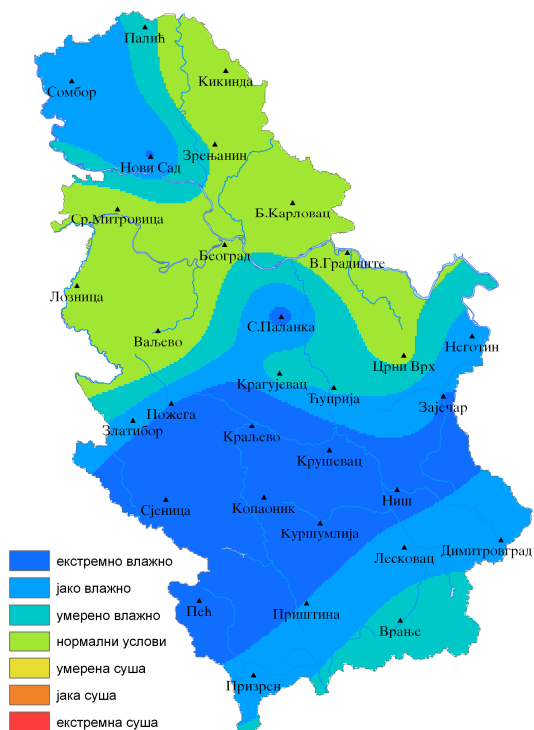 Палић
Кикинда
Сомбор
Зрењанин
Нови Сад
Б.Карловац
Ср.Митровица
Београд
В.Градиште
Лозница
С.Паланка
Ваљево
Неготин
Црни Врх
Крагујевац
Ћуприја
Зајечар
Пожега
Златибор
Краљево
Крушевац
Ниш
Сјеница
Копаоник
Куршумлија
Димитровград
Лесковац
Пећ
Приштина
Врање
Призрен
екстремно влажно
јако влажно
умерено влажно
нормални услови
умерена суша
јака суша
екстремна суша